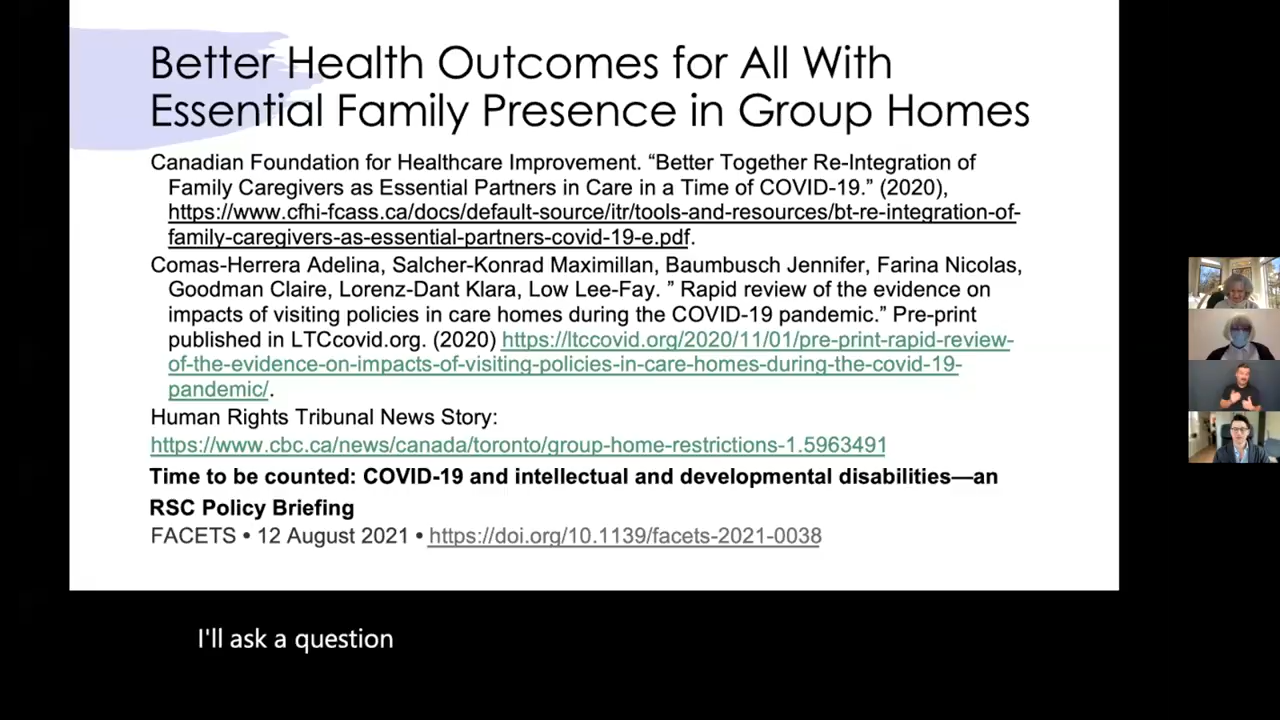 Better Health Outcomes for All With
Essential Family Presence in Group Homes
Canadian Foundation for Healthcare Improvement. “Better Together Re-Integration of
Family Caregivers as Essential Partners in Care in a Time of COVID-19.” (2020),
https://www.cfhi-fcass.ca/docs/default-source/itr/tools-and-resources/bt-re-integration-of-
family-caregivers-as-essential-partners-covid-19-e.pdf.
Comas-Herrera Adelina, Salcher-Konrad Maximillan, Baumbusch Jennifer, Farina Nicolas,
Goodman Claire, Lorenz-Dant Klara, Low Lee-Fay. ” Rapid review of the evidence on
impacts of visiting policies in care homes during the COVID-19 pandemic.” Pre-print
published in LTCcovid.org. (2020) https://ltccovid.org/2020/11/01/pre-print-rapid-review-
of-the-evidence-on-impacts-of-visiting-policies-in-care-homes-during-the-covid-19-
pandemic/.
Human Rights Tribunal News Story:
https://www.cbc.ca/news/canada/toronto/group-home-restrictions-1.5963491
Time to be counted: COVID-19 and intellectual and developmental disabilities—an
RSC Policy Briefing
FACETS • 12 August 2021 • https://doi.org/10.1139/facets-2021-0038
I'll ask a question